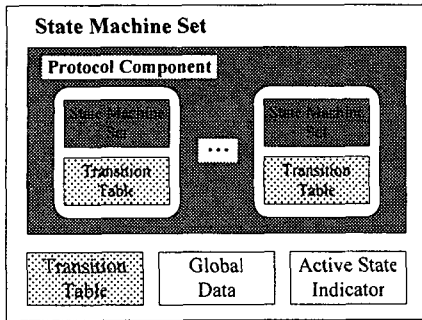 State Machine Set
Protocol Component
State Machine
Set
Transition
Table
...
State Machine
Set
Transition
Table
Transition
Table
Global
Data
Active State
Indicator